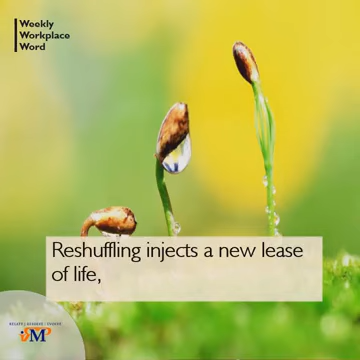 Weekly
Workplace
Word
Reshuffling injects a new lease
of life,